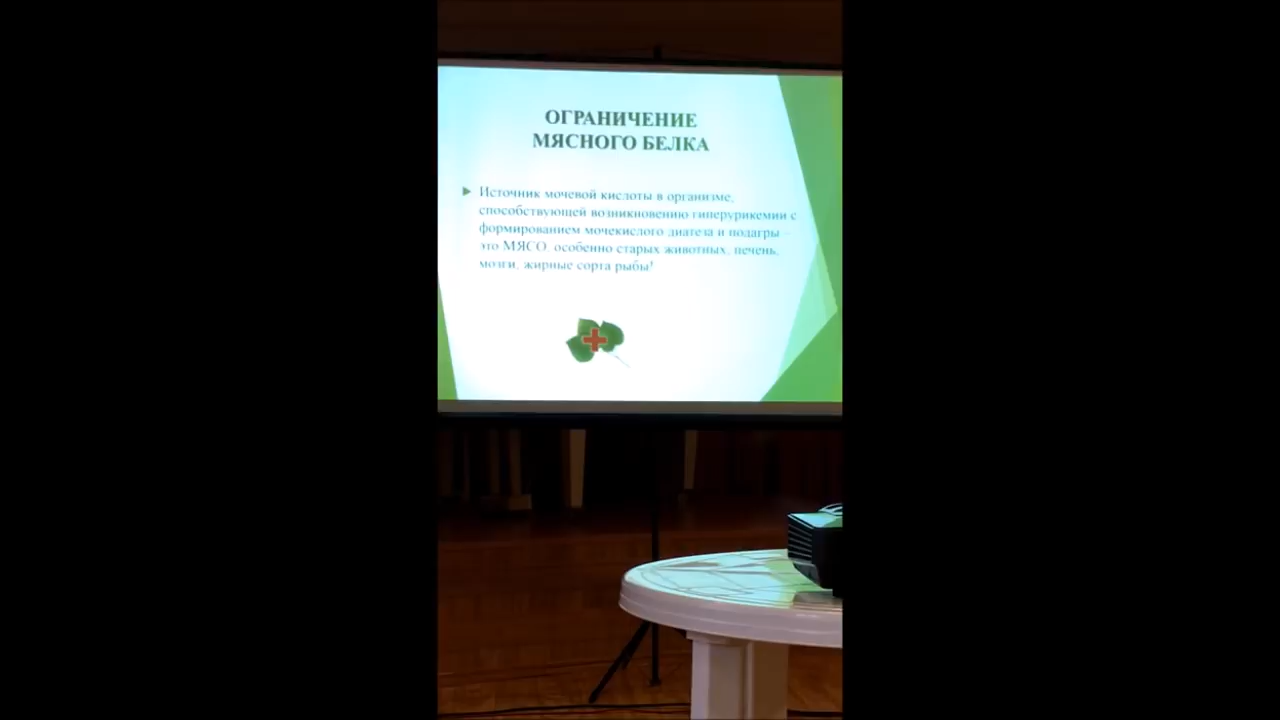 ОГРАНИЧЕНИЕ
МЯСНОГО БЕЛКА
Источник мочевой кислоты в организме,
способствующей возникновению гиперурикемии с
формированием мочекислого диатеза и подагры –
это МЯСО, особенно старых животных, печень,
мозги, жирные сорта рыбы!